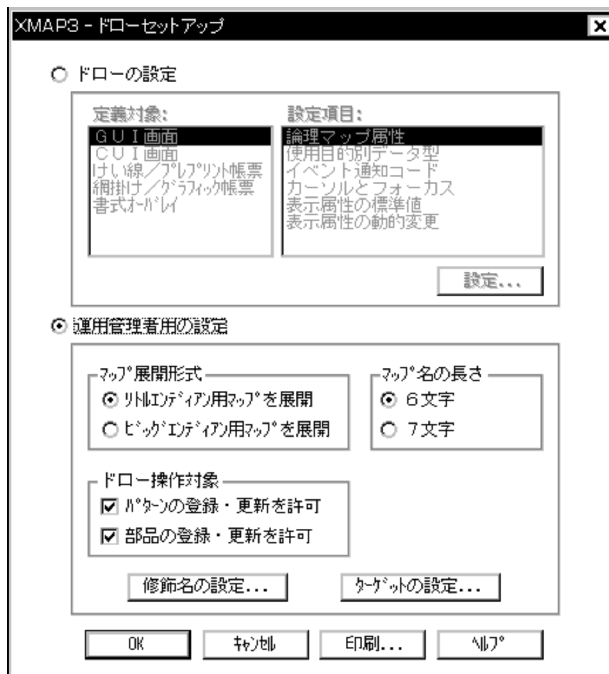 XMAP3 - ドローセットアップ
ドローの設定
定義対象:
設定項目:
ＧＵＩ画面
ＣＵＩ画面
けい線／ﾌﾟﾚﾌﾟﾘﾝﾄ帳票
網掛け／ｸﾞﾗﾌｨｯｸ帳票
書式ｵｰﾊﾞﾚｲ
論理マップ属性
使用目的別データ型
イベント通知コード
カーソルとフォーカス
表示属性の標準値
表示属性の動的変更
設定...
運用管理者用の設定
ﾏｯﾌﾟ展開形式
ﾘﾄﾙｴﾝﾃﾞｨｱﾝ用ﾏｯﾌﾟを展開
ﾋﾞｯｸﾞｴﾝﾃﾞｨｱﾝ用ﾏｯﾌﾟを展開
ﾏｯﾌﾟ名の長さ
６文字
７文字
ドロー操作対象
ﾊﾟﾀｰﾝの登録・更新を許可
部品の登録・更新を許可
修飾名の設定...
ﾀｰｹﾞｯﾄの設定...
OK
ｷｬﾝｾﾙ
印刷...
ﾍﾙﾌﾟ